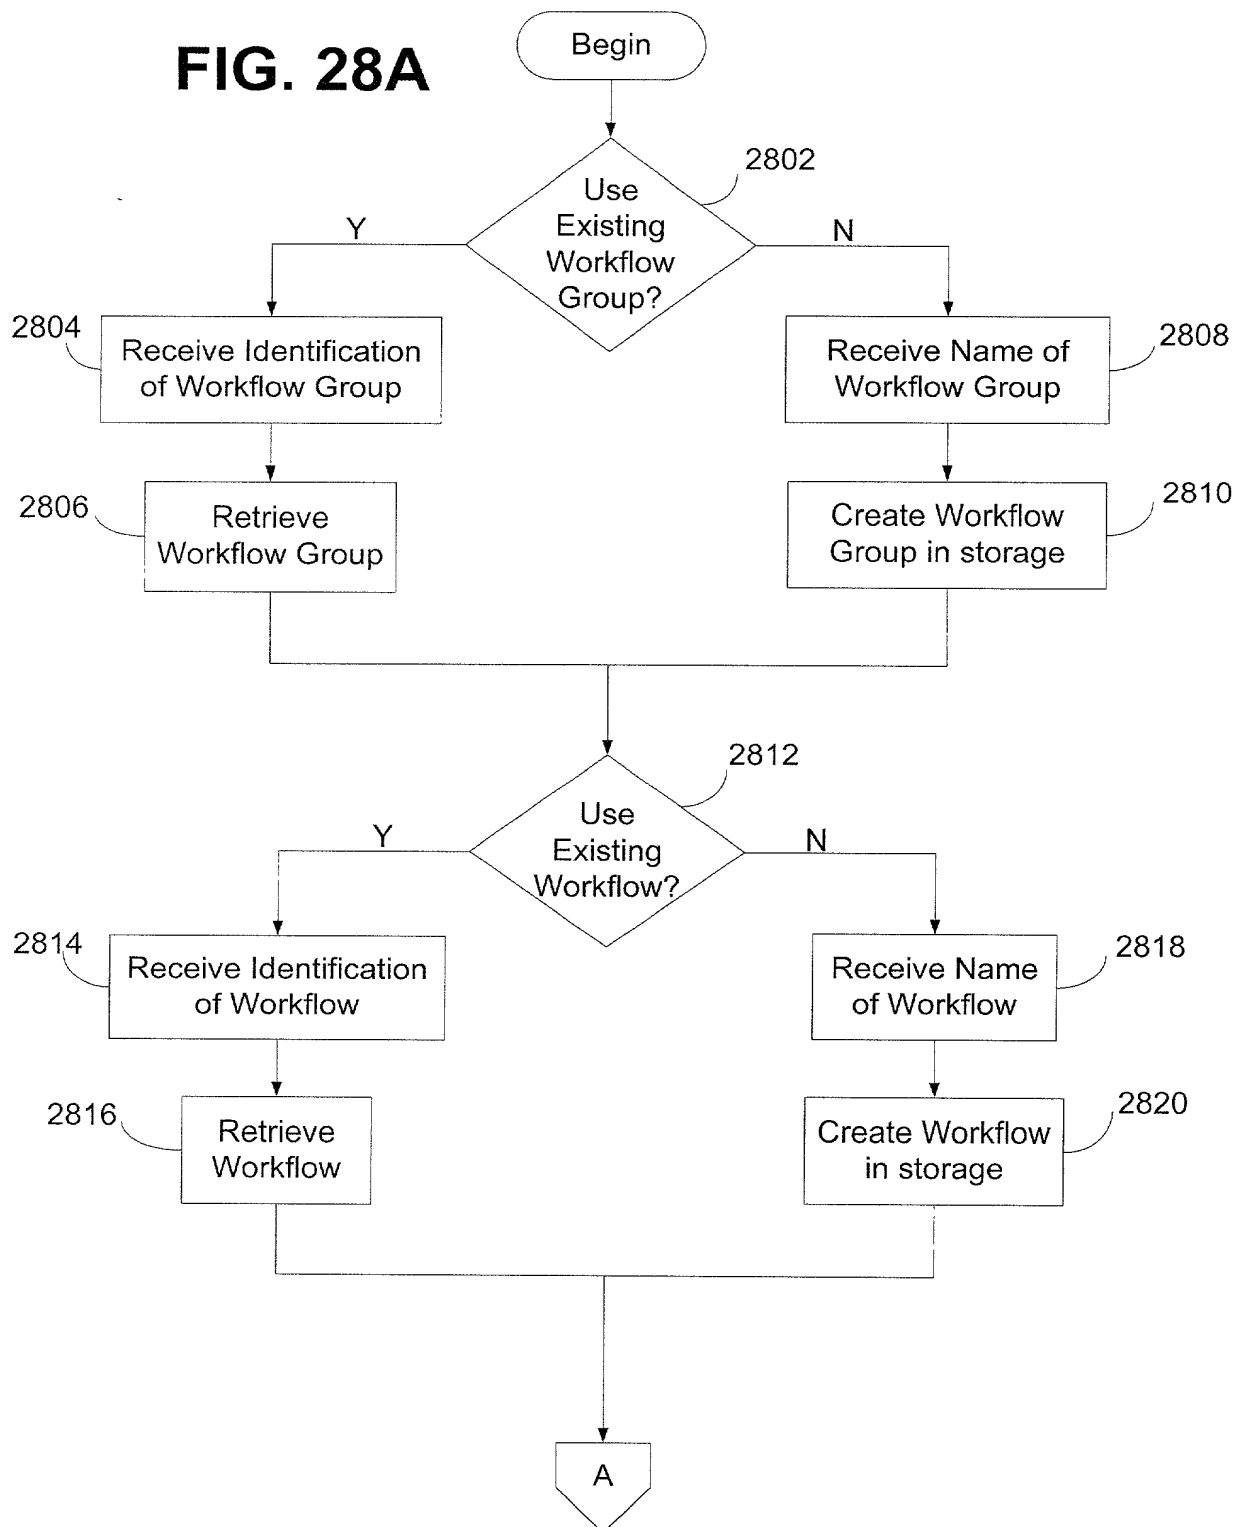 FIG. 28A
Begin
2802
Use
Existing
Workflow
Group?
Y
N
2804
Receive Identification
of Workflow Group
2808
Receive Name of
Workflow Group
2806
Retrieve
Workflow Group
2810
Create Workflow
Group in storage
2812
Use
Existing
Workflow?
Y
N
2814
Receive Identification
of Workflow
2818
Receive Name
of Workflow
2816
Retrieve
Workflow
2820
Create Workflow
in storage
A